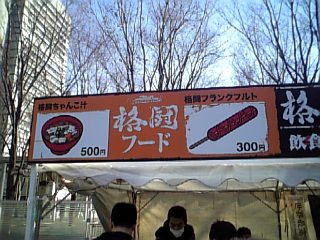 格闘ちゃんこ汁
500円
格闘
フード
格闘フランクフルト
300円
格
飲食